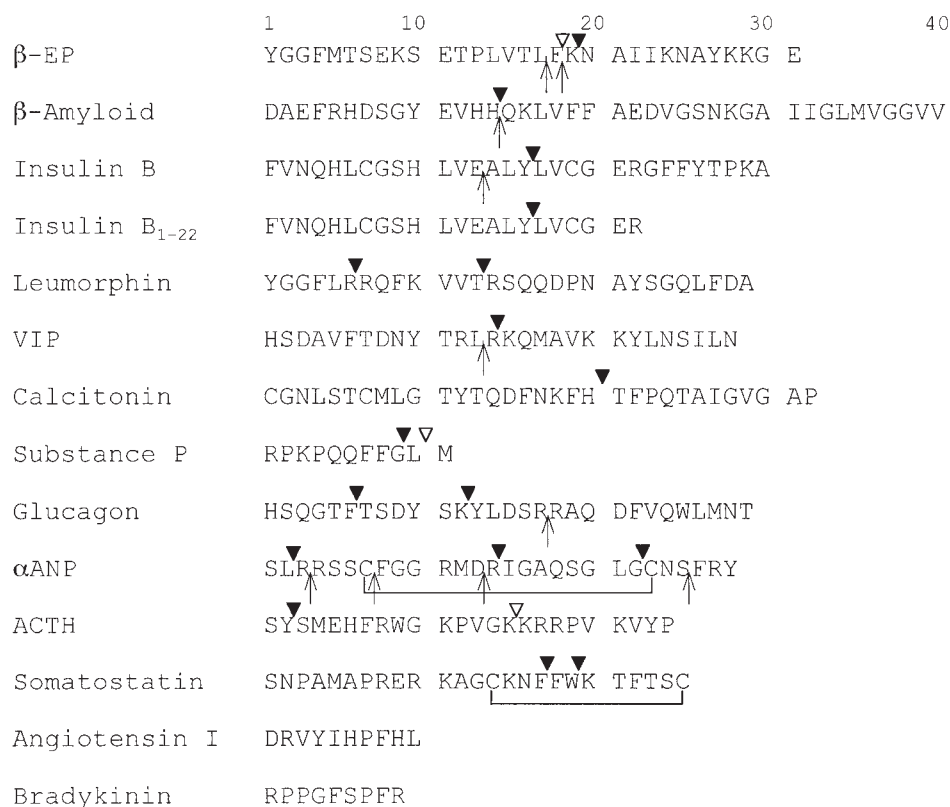 1 10 20 30 40
β-EP YGGFMTSEKS ETPLVTLFKN AIIKNAYKKG E
β-Amyloid DAEFRHDSGY EVHHQKLVFF AEDVGSNKGA IIGLMVGGVV
Insulin B FVNQHLCGSH LVEALYLVCG ERGFFYTPKA
Insulin B1-22 FVNQHLCGSH LVEALYLVCG ER
Leumorphin YGGFLRRQFK VVTRSQQDPN AYSGQLFDA
VIP HSDAVFTDNY TRLRKQMAVK KYLNSILN
Calcitonin CGNLSTCMLG TYTQDFNKFH TFPQTAIGVG AP
Substance P RPKPQQFFGL M
Glucagon HSQGTFTSDY SKYLDSRRAQ DFVQWLMNT
αANP SLRRSSCFGG RMDRIGAQSG LGCNSFRY
ACTH SYSMEHFRWG KPVGKKRRPV KVYP
Somatostatin SNPAMAPRER KAGCKNFFWK TFTSC
Angiotensin I DRVYIHPFHL
Bradykinin RPPGFSPFR